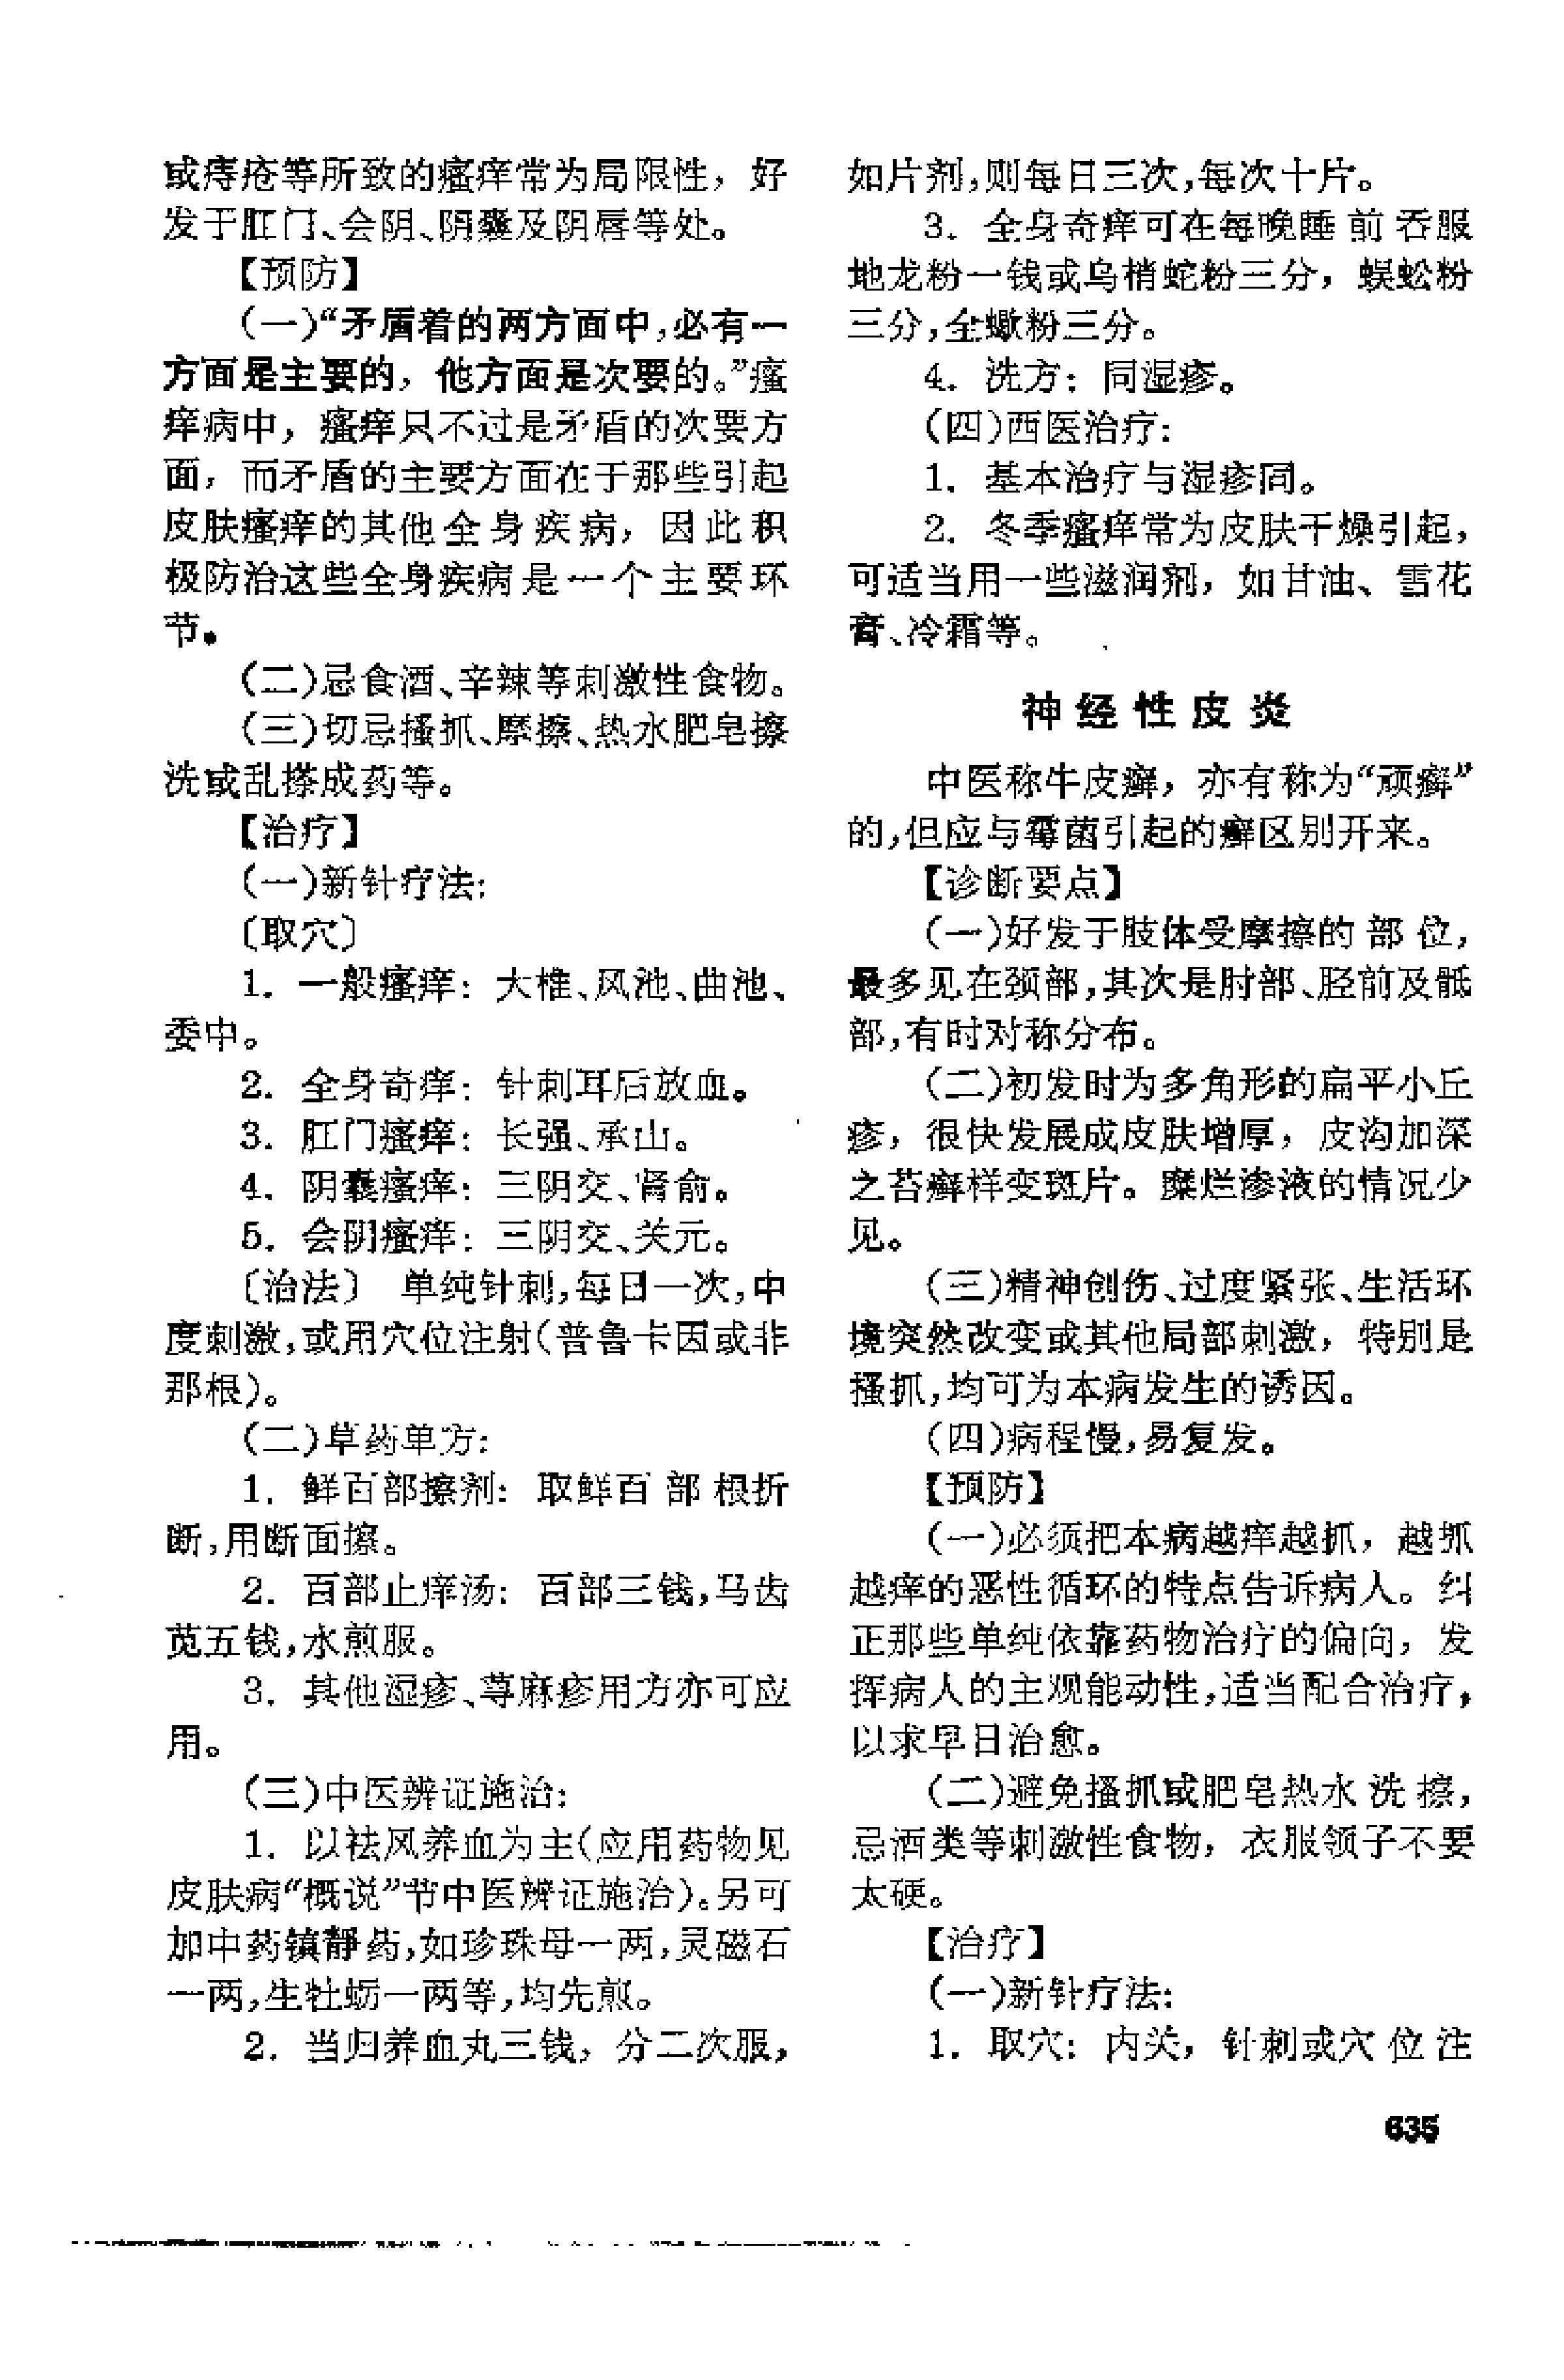 或痔疮等所致的瘙痒常为局限性，好
发于肛门、会阴、阴囊及阴唇等处。
【预防】
（一）“矛盾着的两方面中，必有一
方面是主要的，他方面是次要的。”瘙
痒病中，瘙痒只不过是矛盾的次要方
面，而矛盾的主要方面在于那些引起
皮肤瘙痒的其他全身疾病，因此积
极防治这些全身疾病是一个主要环
节。
（二）忌食酒、辛辣等刺激性食物。
（三）切忌搔抓、摩擦、热水肥皂擦
洗或乱搽成药等。
【治疗】
（一）新针疗法：
〔取穴〕
1. 一般瘙痒：大椎、风池、曲池、
委中。
2. 全身奇痒：针刺耳后放血。
3. 肛门瘙痒：长强、承山。
4. 阴囊瘙痒：三阴交、肾俞。
5. 会阴瘙痒：三阴交、关元。
〔治法〕 单纯针刺，每日一次，中
度刺激，或用穴位注射（普鲁卡因或非
那根）。
（二）草药单方：
1. 鲜百部擦剂：取鲜百部根折
断，用断面擦。
2. 百部止痒汤：百部三钱，马齿
苋五钱，水煎服。
3. 其他湿疹、荨麻疹用方亦可应
用。
（三）中医辨证施治：
1. 以祛风养血为主（应用药物见
皮肤病“概说”节中医辨证施治）。另可
加中药镇静药，如珍珠母一两，灵磁石
一两，生牡蛎一两等，均先煎。
2. 当归养血丸三钱，分二次服，
如片剂，则每日三次，每次十片。
3. 全身奇痒可在每晚睡前吞服
地龙粉一钱或乌梢蛇粉三分，蜈蚣粉
三分，全蠍粉三分。
4. 洗方：同湿疹。
（四）西医治疗：
1. 基本治疗与湿疹同。
2. 冬季瘙痒常为皮肤干燥引起，
可适当用一些滋润剂，如甘油、雪花
膏、冷霜等。
神经性皮炎
中医称牛皮癣，亦有称为“顽癣”
的，但应与霉菌引起的癣区别开来。
【诊断要点】
（一）好发于肢体受摩擦的部位，
最多见在颈部，其次是肘部、胫前及骶
部，有时对称分布。
（二）初发时为多角形的扁平小丘
疹，很快发展成皮肤增厚，皮沟加深
之苔癣样变斑片。糜烂渗液的情况少
见。
（三）精神创伤、过度紧张、生活环
境突然改变或其他局部刺激，特别是
搔抓，均可为本病发生的诱因。
（四）病程慢，易复发。
【预防】
（一）必须把本病越痒越抓，越抓
越痒的恶性循环的特点告诉病人。纠
正那些单纯依靠药物治疗的偏向，发
挥病人的主观能动性，适当配合治疗，
以求早日治愈。
（二）避免搔抓或肥皂热水洗擦，
忌酒类等刺激性食物，衣服领子不要
太硬。
【治疗】
（一）新针疗法：
1. 取穴：内关，针刺或穴位注
635